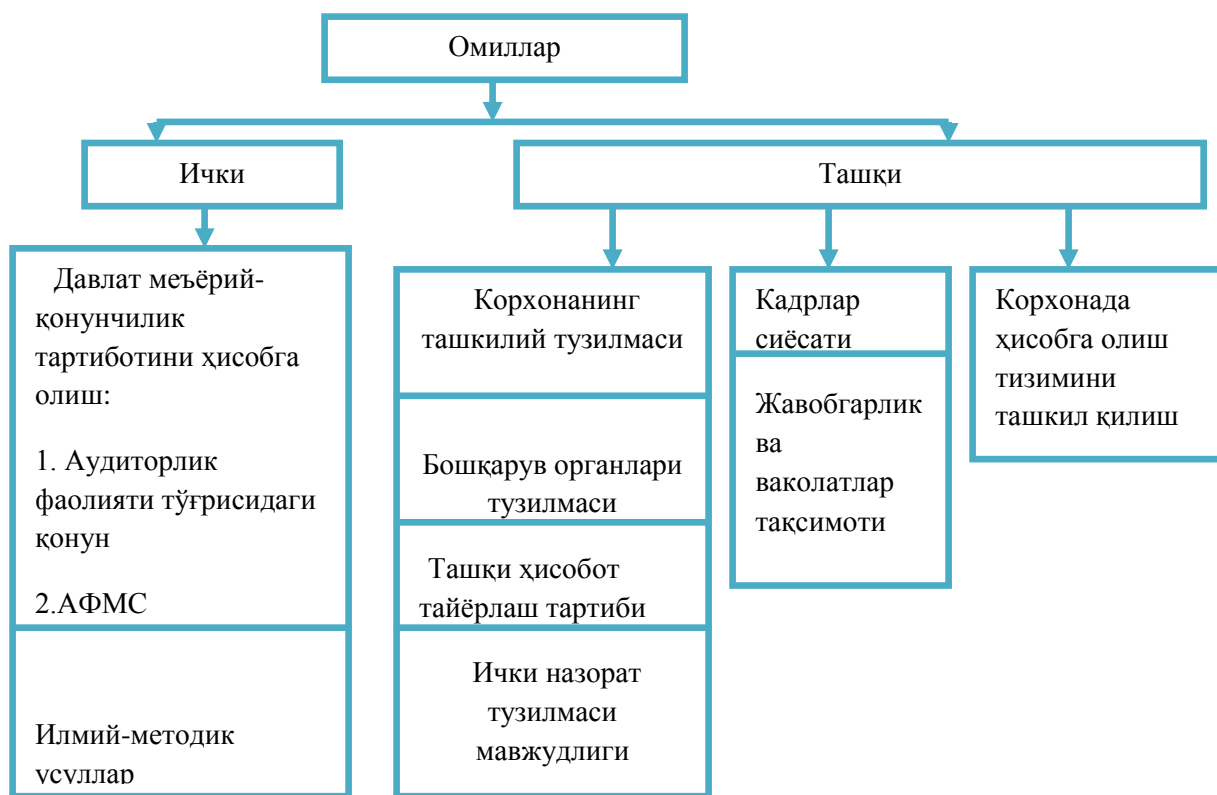 Омиллар
Ички
Ташқи
Давлат меъёрий-
қонунчилик
тартиботини ҳисобга
олиш:
1. Аудиторлик
фаолияти тўғрисидаги
қонун
2.АФМС
Илмий-методик
усуллар
Корхонанинг
ташкилий тузилмаси
Бошқарув органлари
тузилмаси
Ташқи ҳисобот
тайёрлаш тартиби
Ички назорат
тузилмаси
мавжудлиги
Кадрлар
сиёсати
Жавобгарлик
ва
ваколатлар
тақсимоти
Корхонада
ҳисобга олиш
тизимини
ташкил қилиш